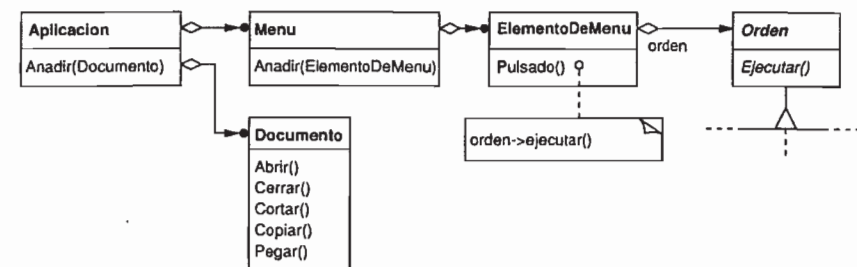 Aplicacion
Anadir(Documento)
Menu
Anadir(ElementoDeMenu)
ElementoDeMenu
Pulsado()
orden
Orden
Ejecutar()
orden->ejecutar()
Documento
Abrir()
Cerrar()
Cortar()
Copiar()
Pegar()